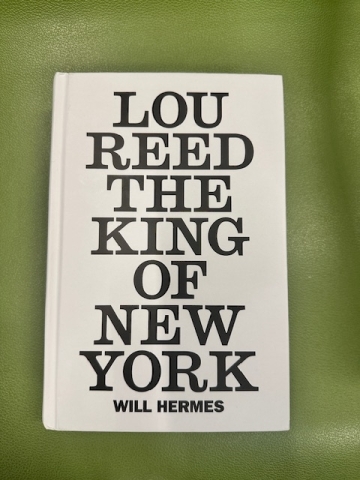 LOU
REED
THE
KING
OF
NEW
YORK
WILL HERMES